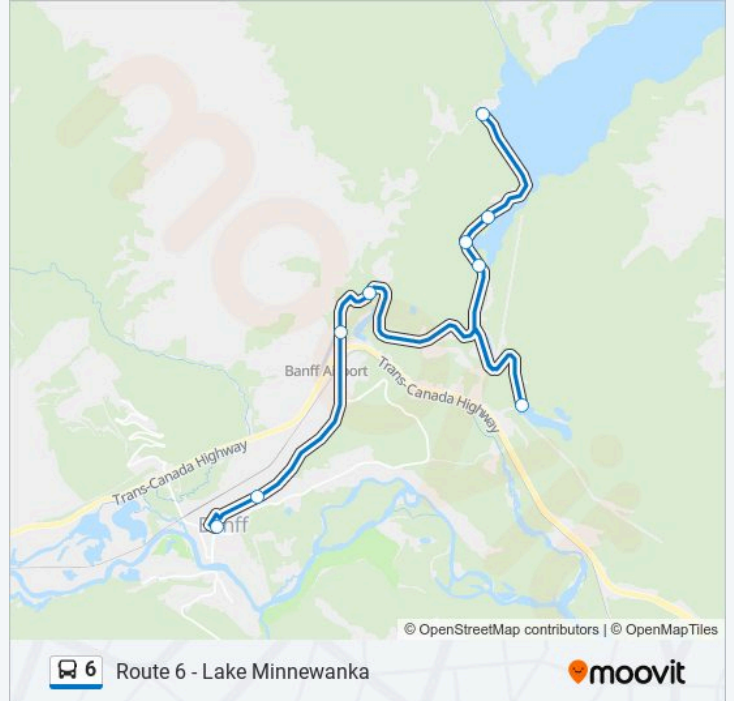 Banff Airport
Trans-Canada Highway
Trans-Canada Highway
Banff
© OpenStreetMap contributors | © OpenMapTiles
6 Route 6 - Lake Minnewanka
moovit